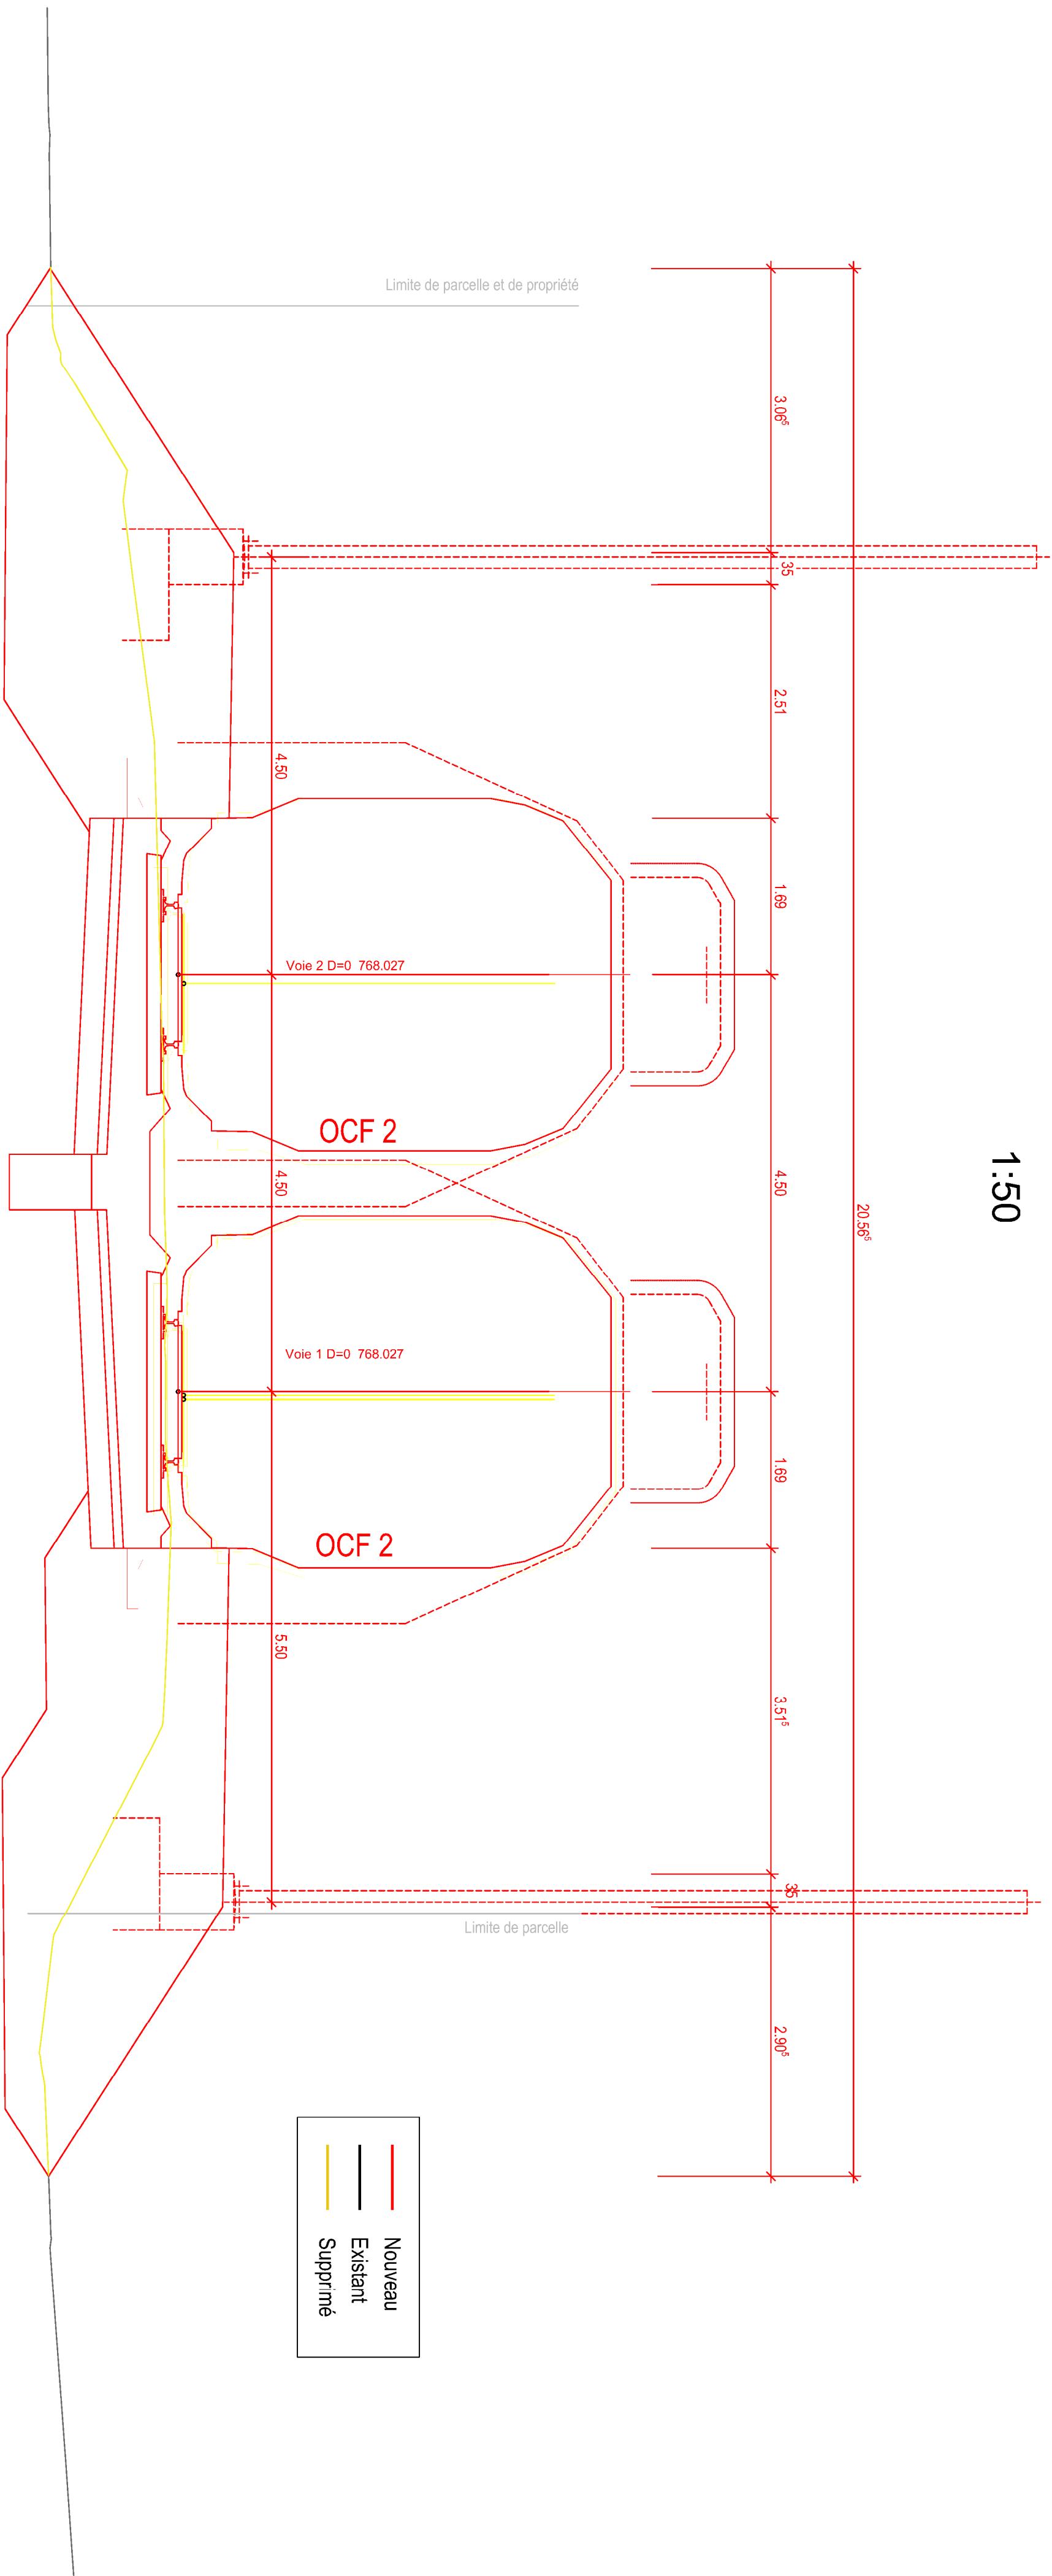 1:50
20.56⁵
3.06⁵
35
2.51
1.69
4.50
1.69
3.51⁵
35
2.90⁵
Limite de parcelle et de propriété
4.50
Voie 2 D=0 768.027
OCF 2
4.50
Voie 1 D=0 768.027
OCF 2
5.50
Limite de parcelle
Nouveau
Existant
Supprimé